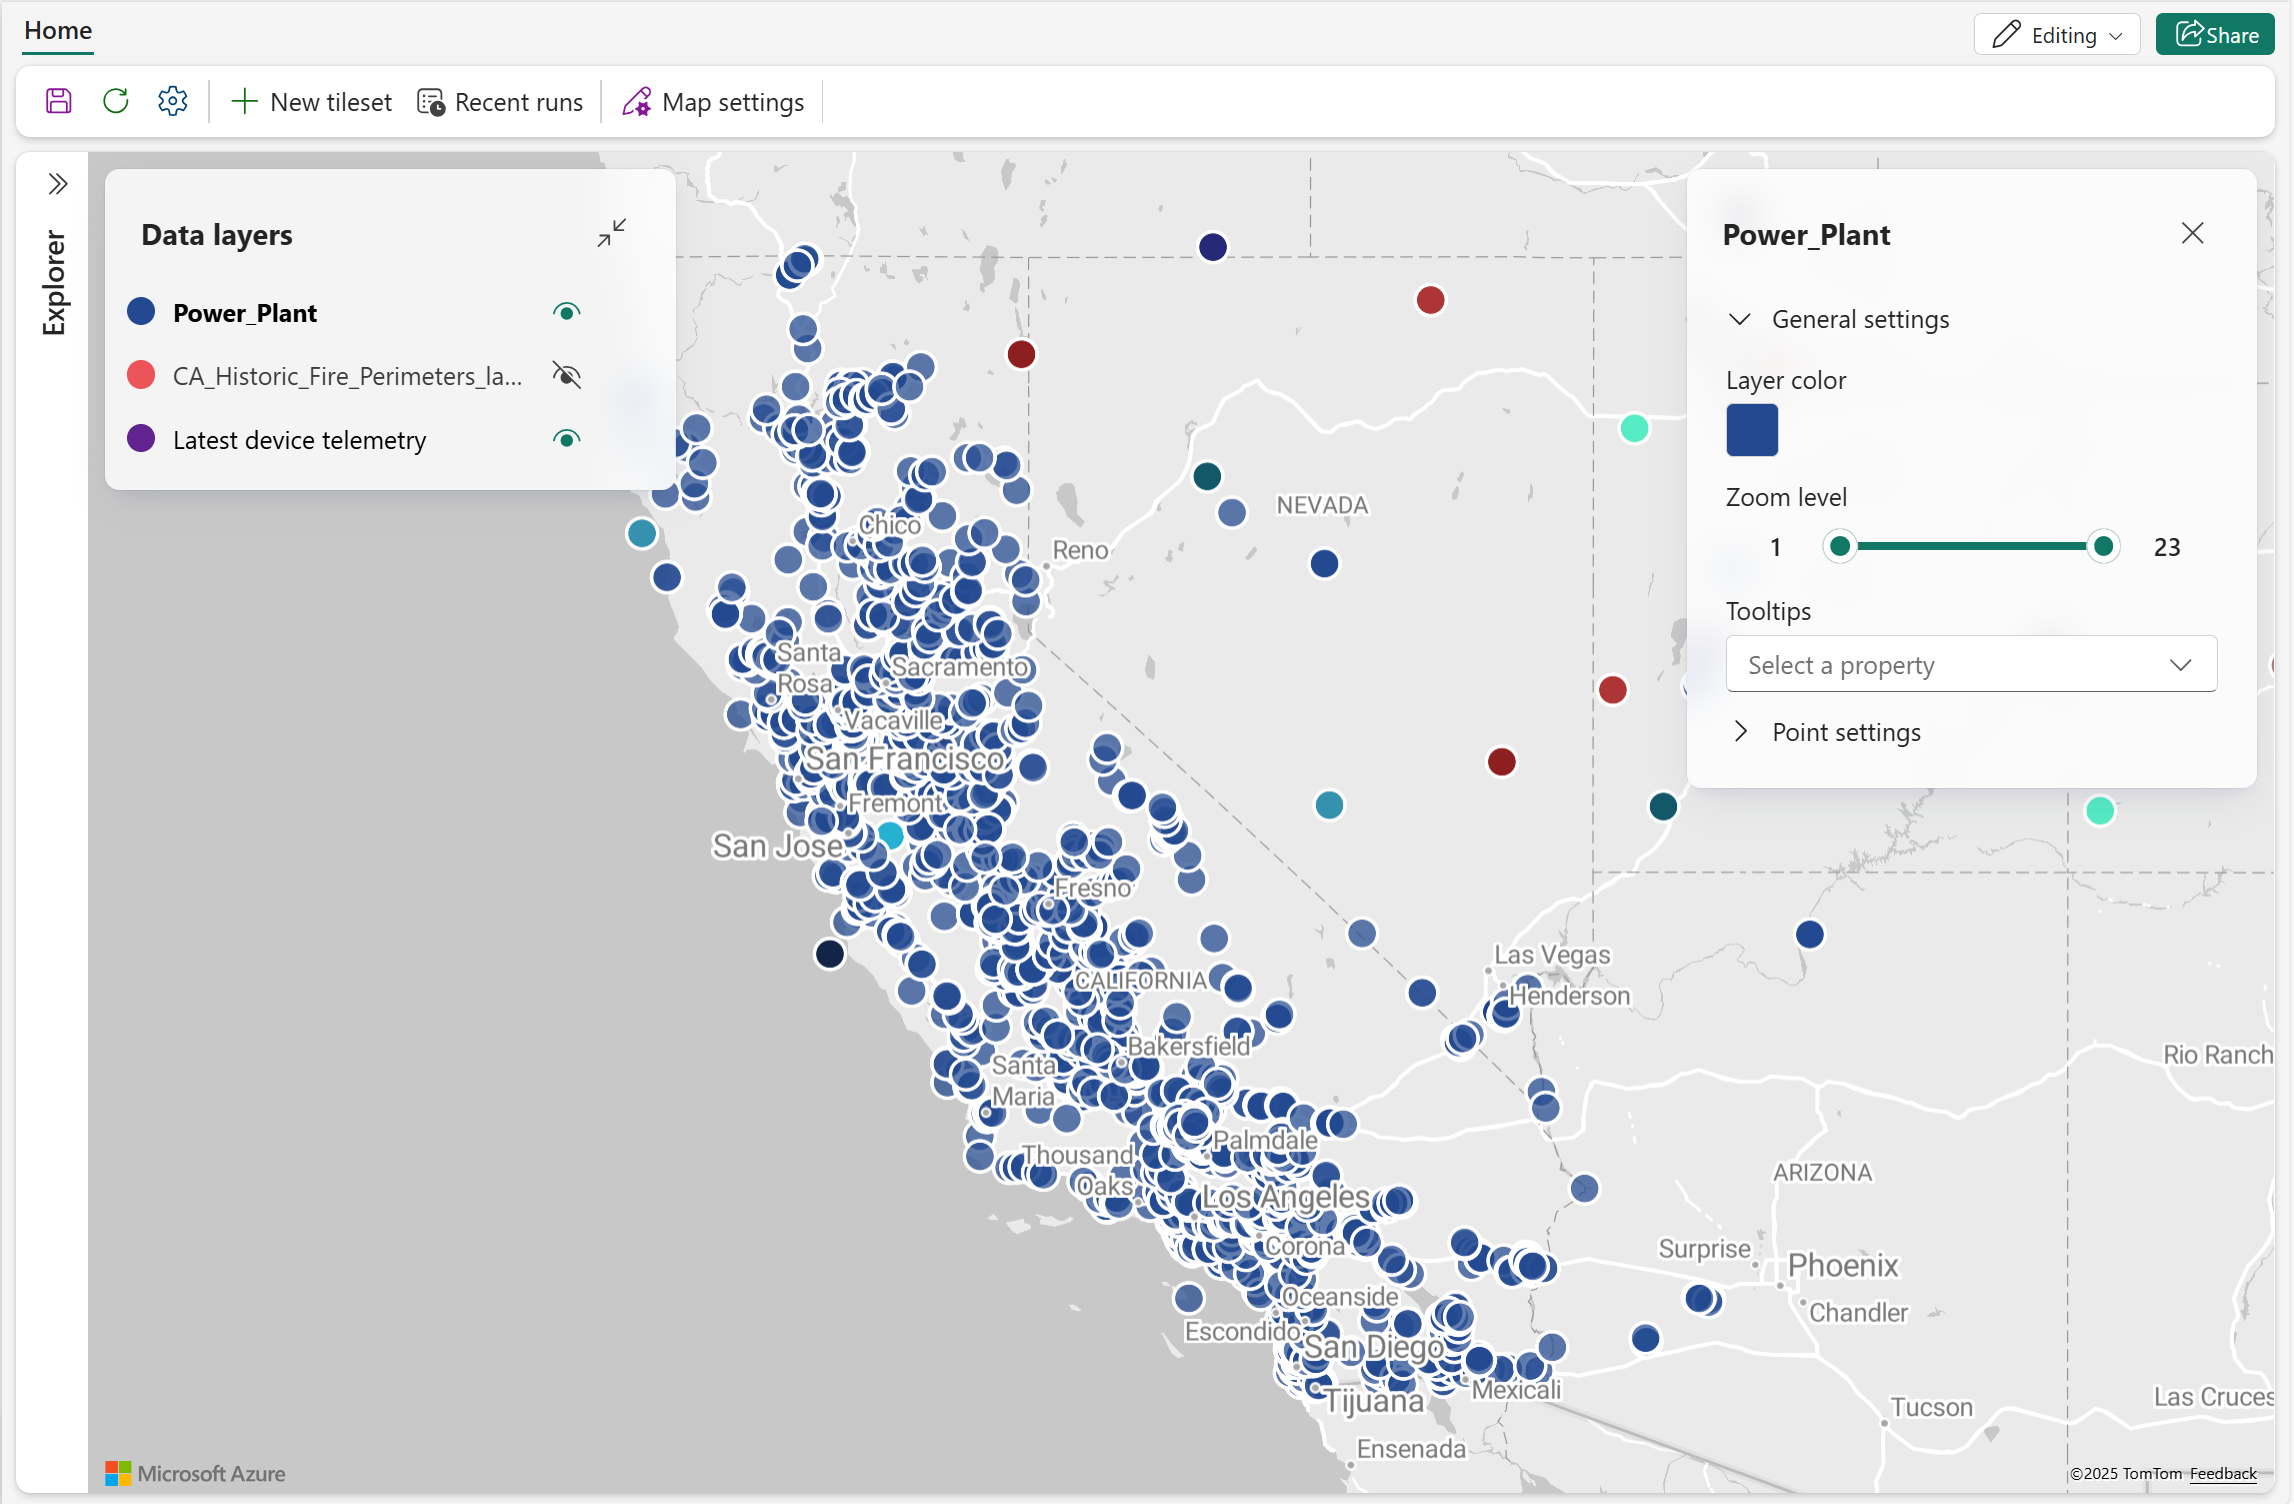 Home
Editing
Share
New tileset
Recent runs
Map settings
Explorer
Data layers
Power_Plant
CA_Historic_Fire_Perimeters_la...
Latest device telemetry
Power_Plant
General settings
Layer color
Zoom level
1
23
Tooltips
Select a property
Point settings
NEVADA
Chico
Reno
Santa
Rosa
Sacramento
Vacaville
San Francisco
Fremont
San Jose
Fresno
CALIFORNIA
Las Vegas
Henderson
Bakersfield
Santa
Maria
Rio Ranch
Thousand
Oaks
Palmdale
Los Angeles
ARIZONA
Corona
Surprise
Phoenix
Chandler
Oceanside
Escondido
San Diego
Mexicali
Tijuana
Tucson
Las Cruces
Ensenada
Microsoft Azure
©2025 TomTom Feedback